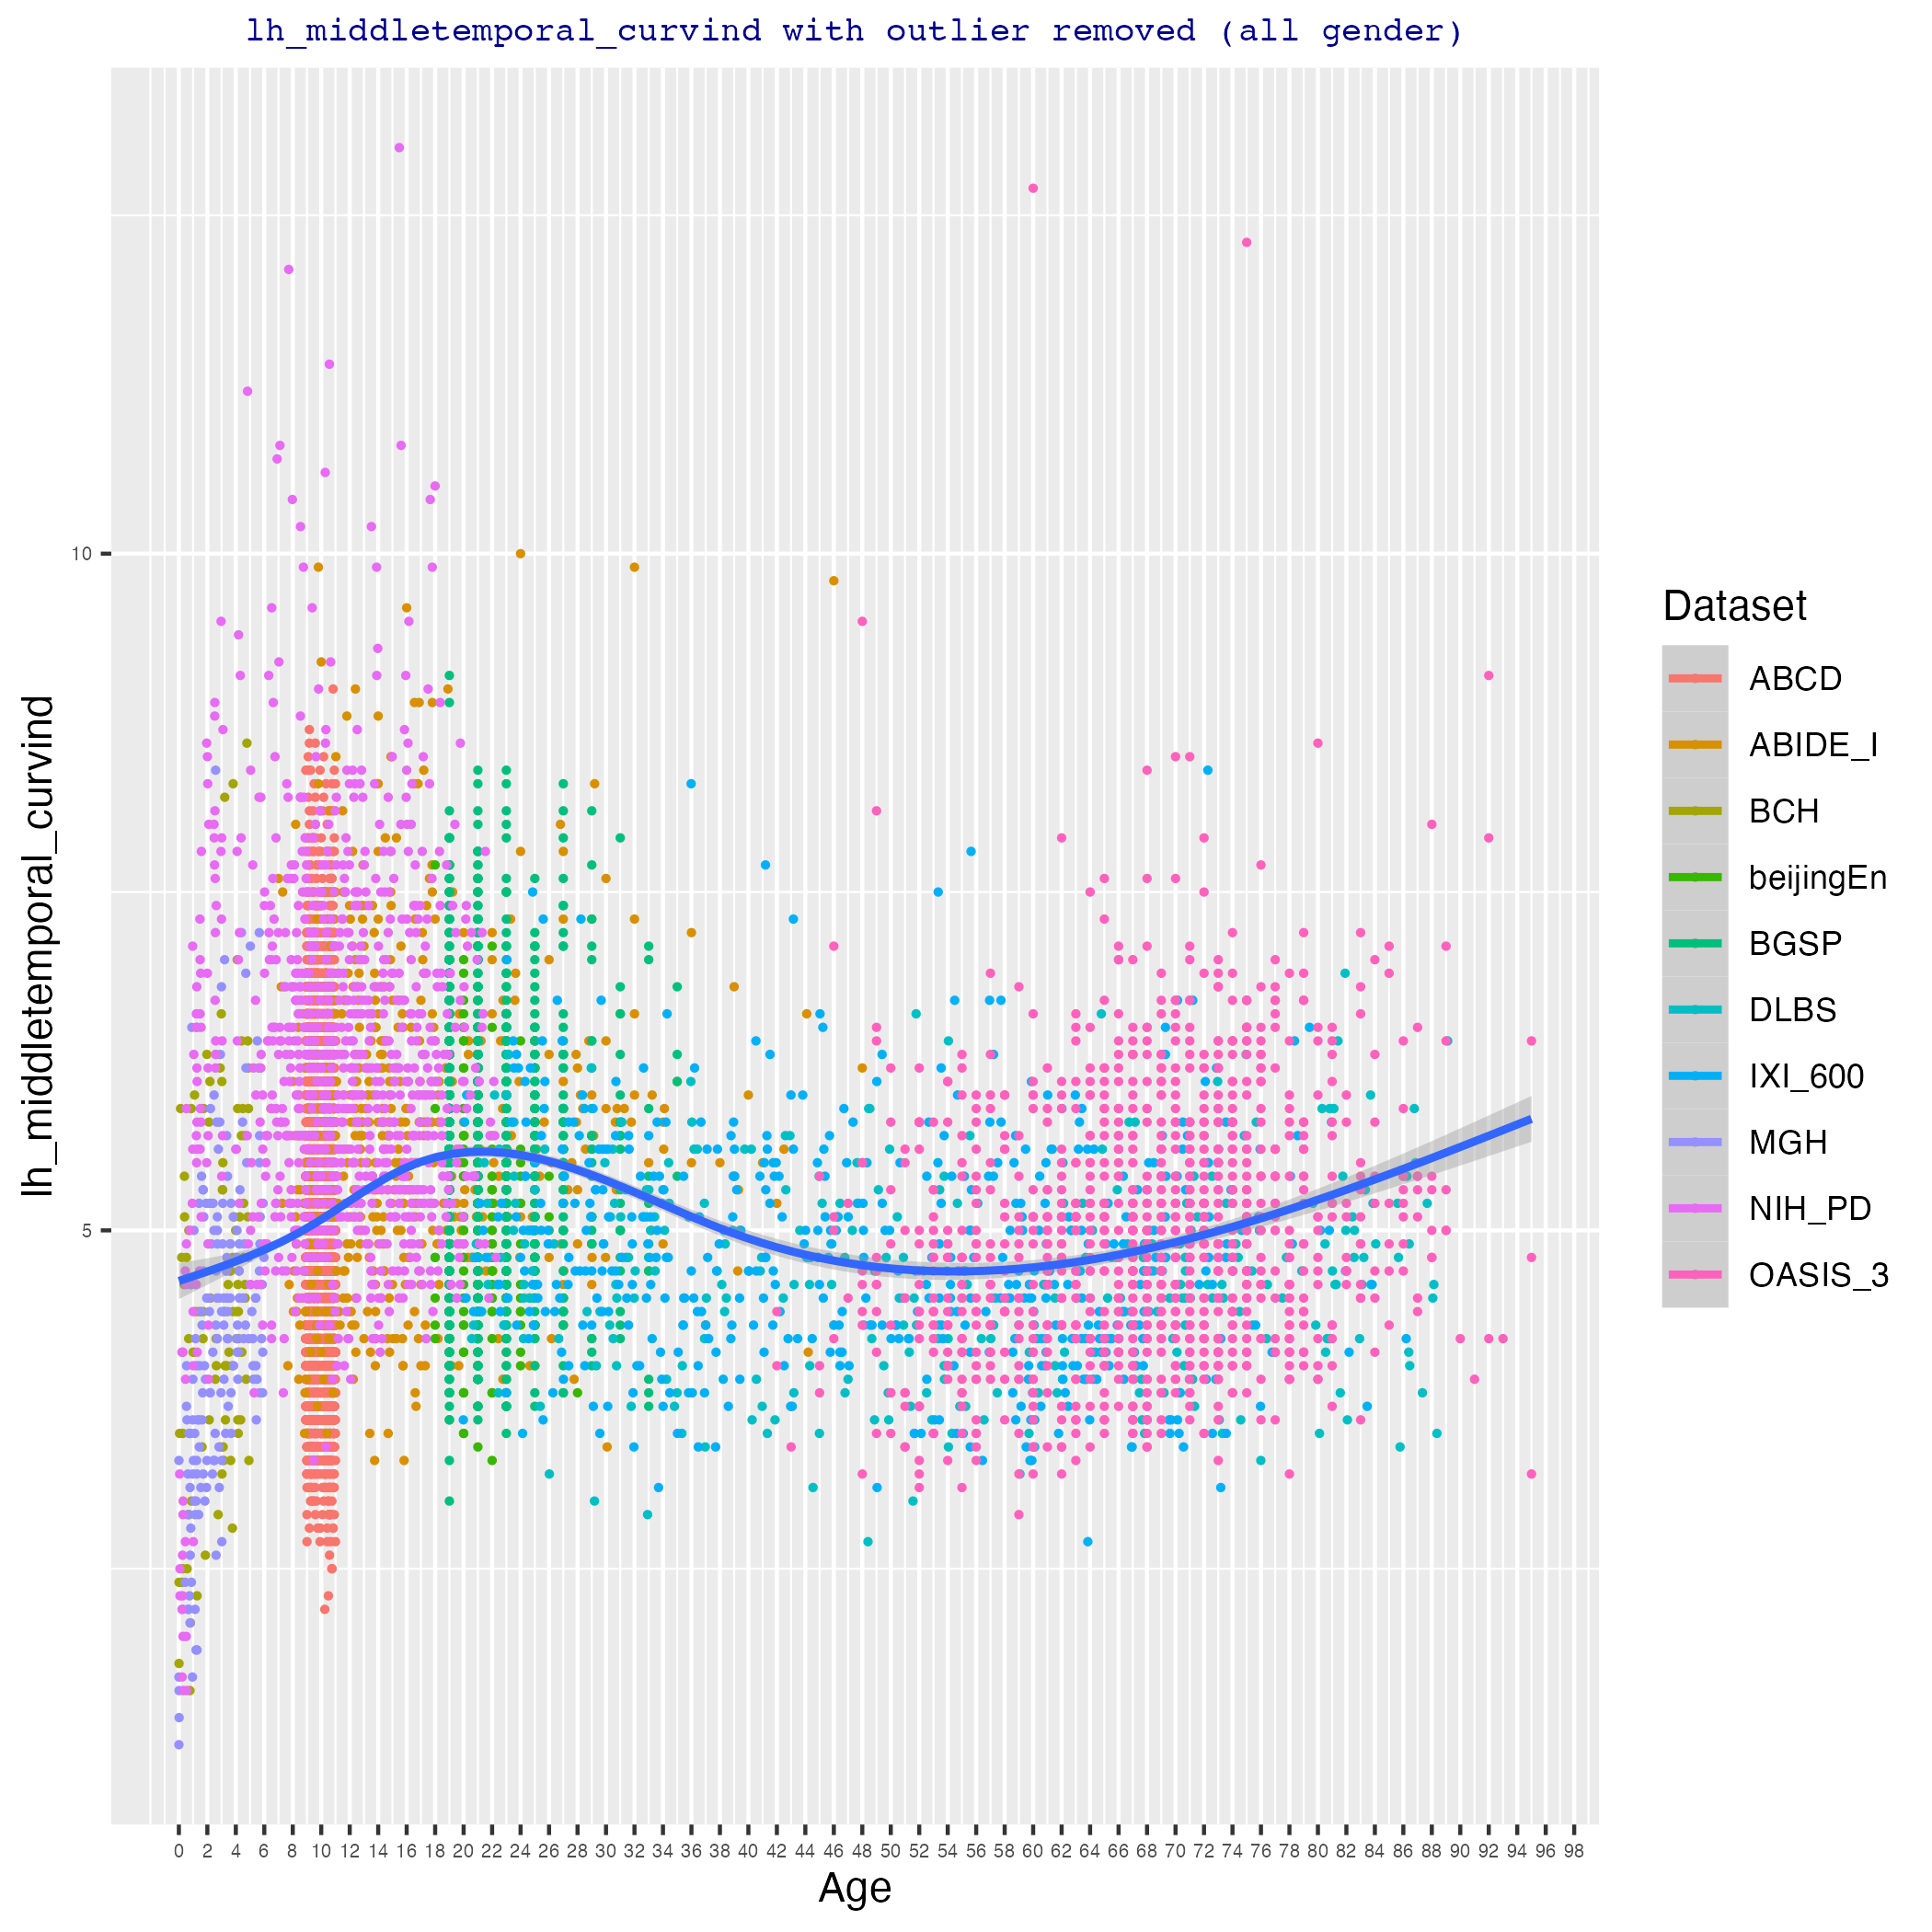 lh_middletemporal_curvind with outlier removed (all gender)
lh_middletemporal_curvind
10
5
0 2 4 6 8 10 12 14 16 18 20 22 24 26 28 30 32 34 36 38 40 42 44 46 48 50 52 54 56 58 60 62 64 66 68 70 72 74 76 78 80 82 84 86 88 90 92 94 96 98
Age
Dataset
ABCD
ABIDE_I
BCH
beijingEn
BGSP
DLBS
IXI_600
MGH
NIH_PD
OASIS_3